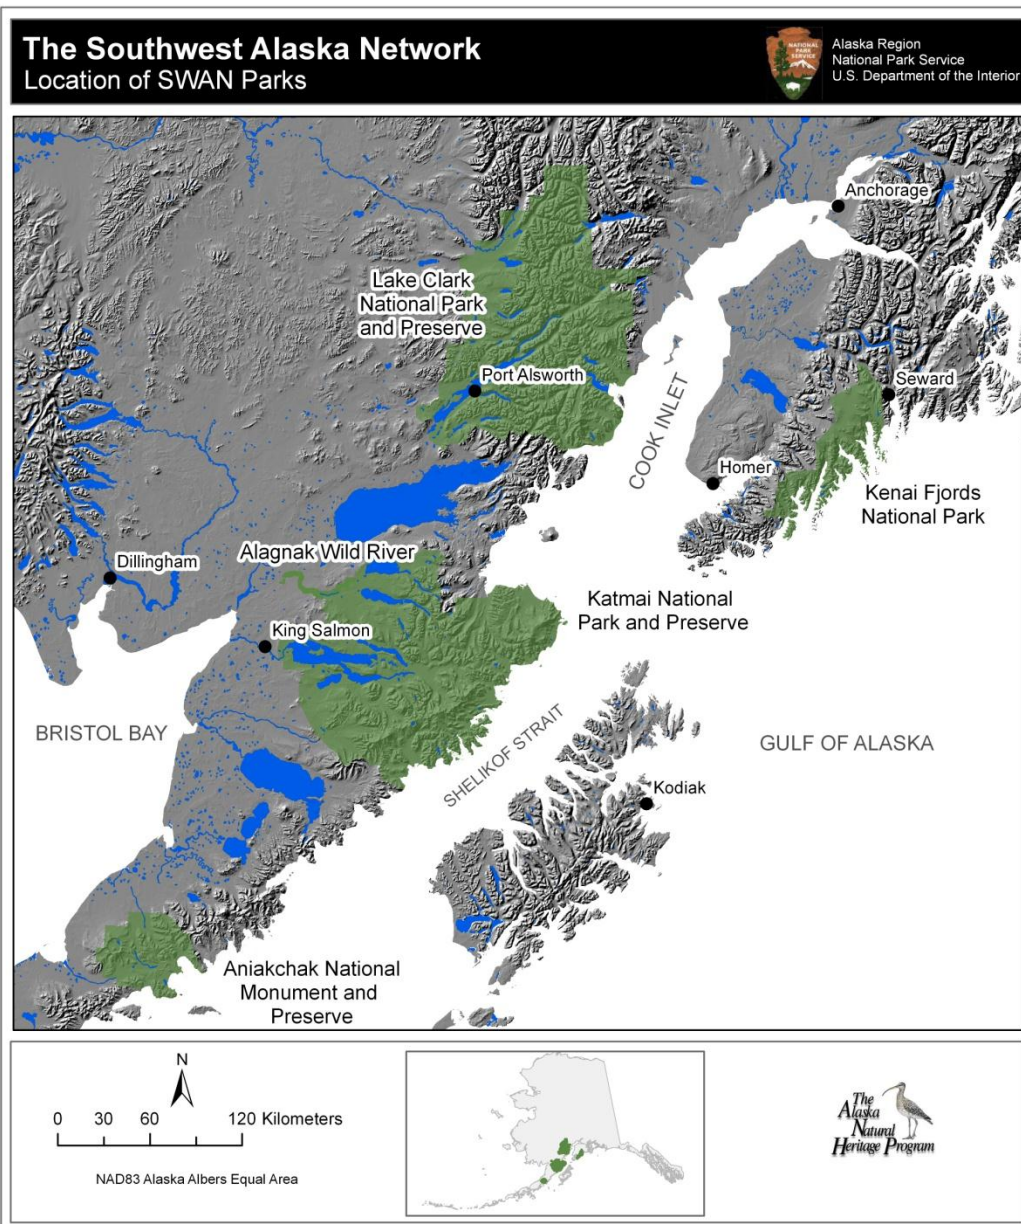 The Southwest Alaska Network
Location of SWAN Parks
NATIONAL
PARK
SERVICE
Alaska Region
National Park Service
U.S. Department of the Interior
Anchorage
Lake Clark
National Park
and Preserve
Port Alsworth
Seward
COOK INLET
Homer
Kenai Fjords
National Park
Alagnak Wild River
Dillingham
Katmai National
Park and Preserve
King Salmon
BRISTOL BAY
SHELIKOF STRAIT
GULF OF ALASKA
Kodiak
Aniakchak National
Monument and
Preserve
N
0 30 60 120 Kilometers
NAD83 Alaska Albers Equal Area
The
Alaska
Natural
Heritage Program